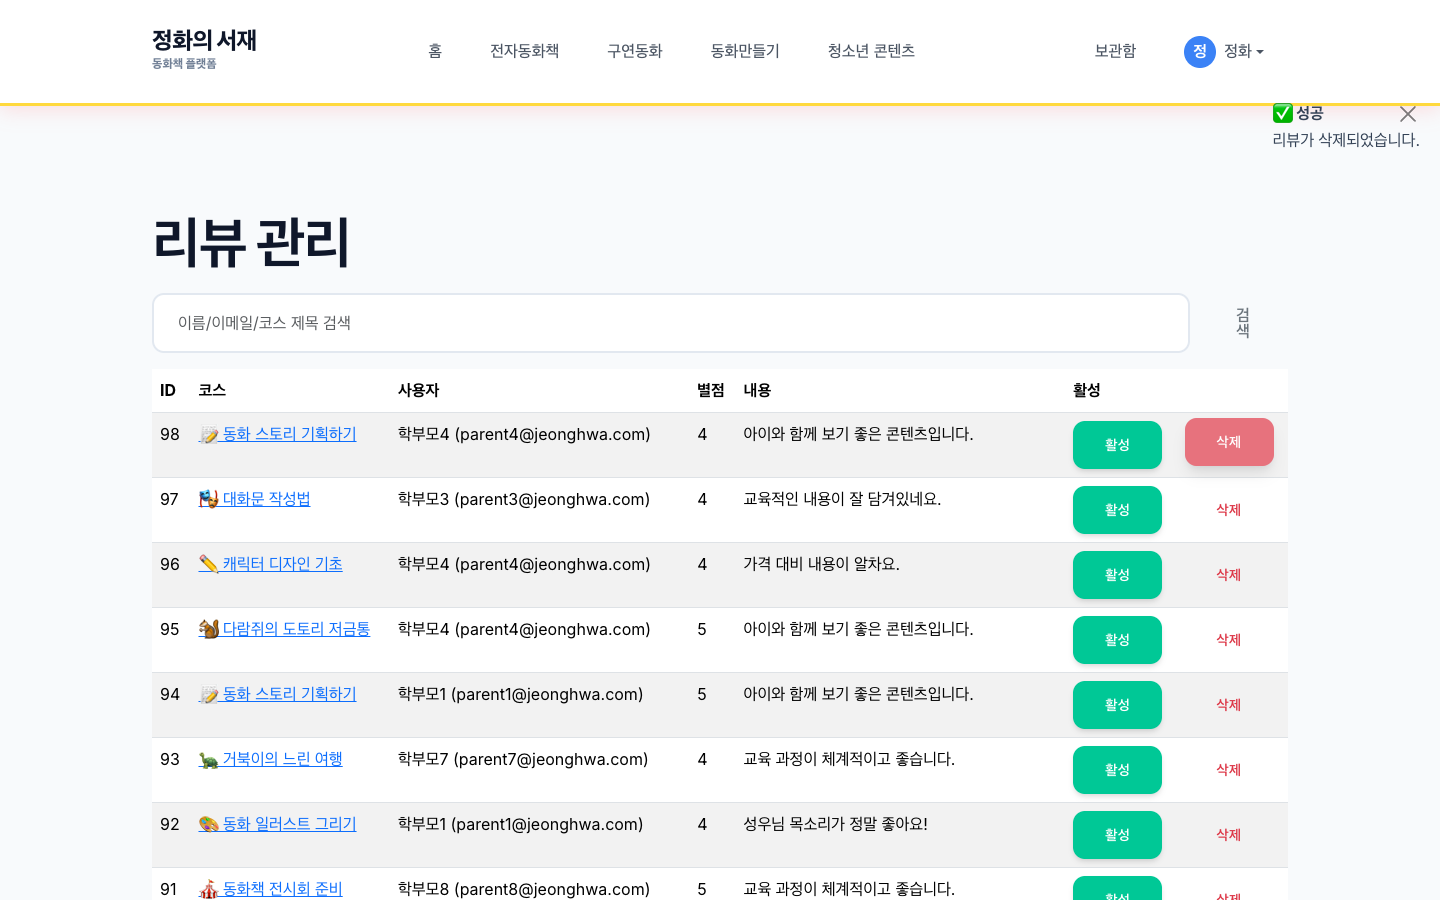 정화의 서재
동화책 플랫폼
홈 전자동화책 구연동화 동화만들기 청소년 콘텐츠 보관함 정 정화
✅ 성공
리뷰가 삭제되었습니다.
리뷰 관리
이름/이메일/코스 제목 검색
검색
ID 코스 사용자 별점 내용 활성
98 📝 동화 스토리 기획하기 학부모4 (parent4@jeonghwa.com) 4 아이와 함께 보기 좋은 콘텐츠입니다. 활성 삭제
97 🎭 대화문 작성법 학부모3 (parent3@jeonghwa.com) 4 교육적인 내용이 잘 담겨있네요. 활성 삭제
96 ✏️ 캐릭터 디자인 기초 학부모4 (parent4@jeonghwa.com) 4 가격 대비 내용이 알차요. 활성 삭제
95 🐿️ 다람쥐의 도토리 저금통 학부모4 (parent4@jeonghwa.com) 5 아이와 함께 보기 좋은 콘텐츠입니다. 활성 삭제
94 📝 동화 스토리 기획하기 학부모1 (parent1@jeonghwa.com) 5 아이와 함께 보기 좋은 콘텐츠입니다. 활성 삭제
93 🐢 거북이의 느린 여행 학부모7 (parent7@jeonghwa.com) 4 교육 과정이 체계적이고 좋습니다. 활성 삭제
92 🎨 동화 일러스트 그리기 학부모1 (parent1@jeonghwa.com) 4 성우님 목소리가 정말 좋아요! 활성 삭제
91 🎪 동화책 전시회 준비 학부모8 (parent8@jeonghwa.com) 5 교육 과정이 체계적이고 좋습니다. 활성 삭제